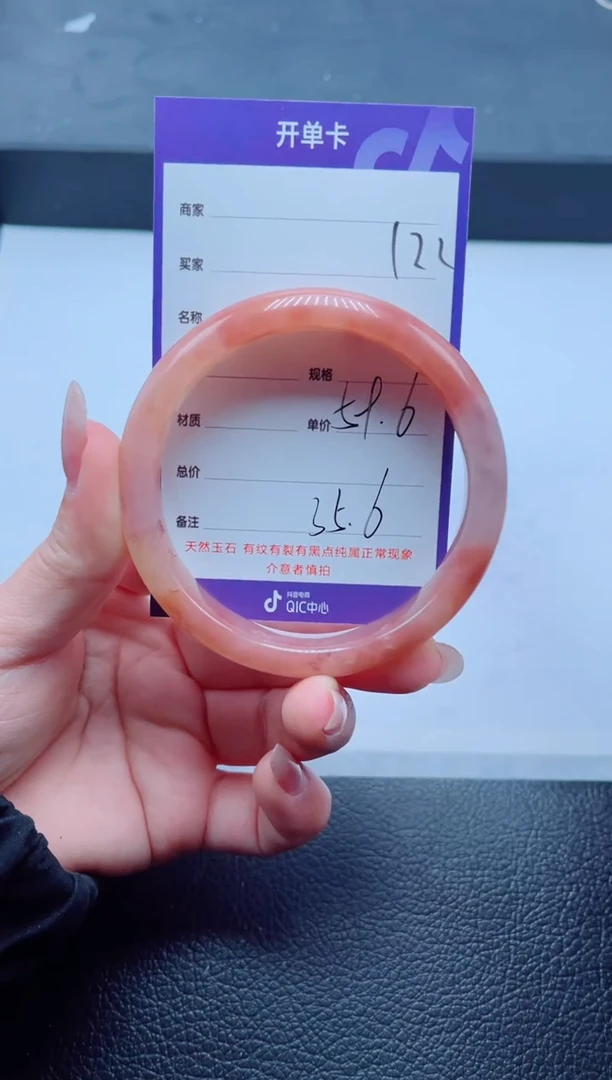 开单卡
商家
买家 122
名称
规格
材质 单价 59.6
总价
备注 35.6
天然玉石 有纹有裂有黑点纯属正常现象
介意者慎拍
抖音电商
QIC中心